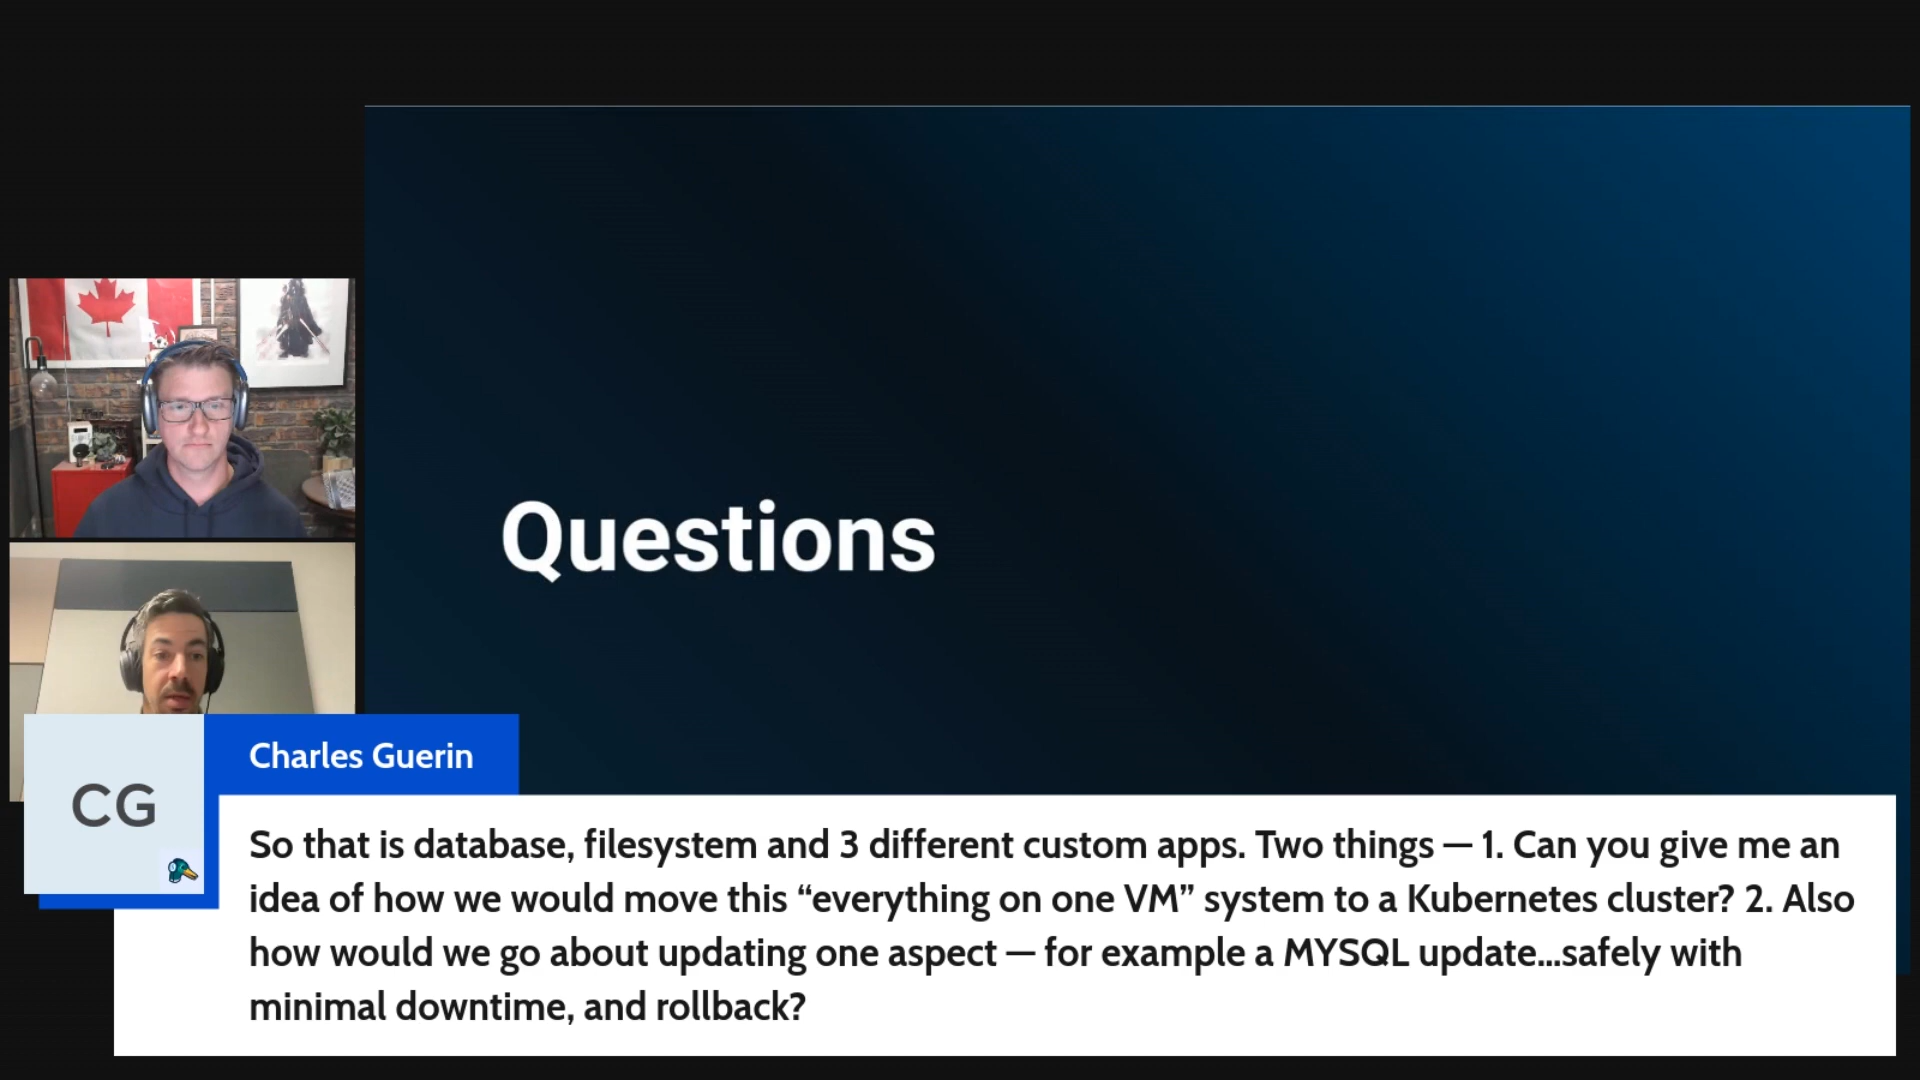 Questions
CG
Charles Guerin
So that is database, filesystem and 3 different custom apps. Two things — 1. Can you give me an
idea of how we would move this “everything on one VM” system to a Kubernetes cluster? 2. Also
how would we go about updating one aspect — for example a MYSQL update...safely with
minimal downtime, and rollback?